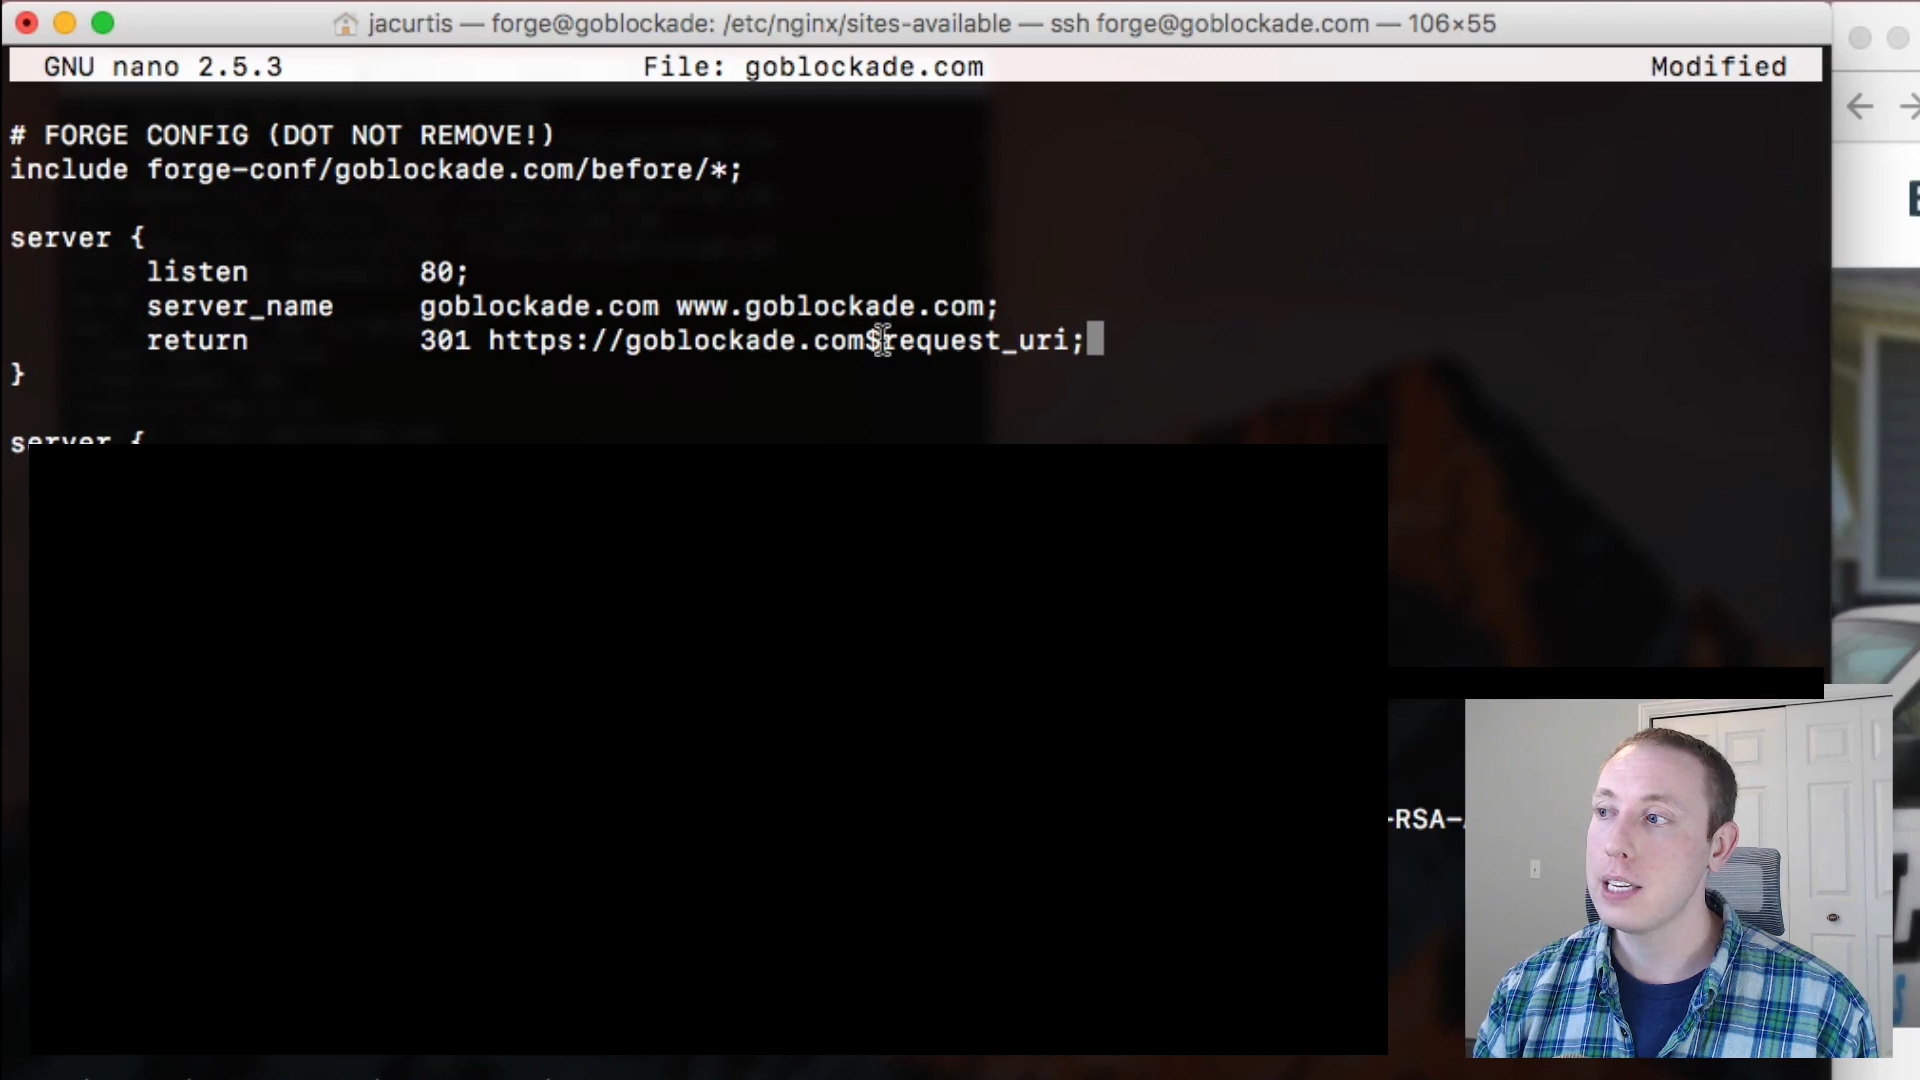 jacurtis — forge@goblockade: /etc/nginx/sites-available — ssh forge@goblockade.com — 106×55
GNU nano 2.5.3 File: goblockade.com Modified
# FORGE CONFIG (DOT NOT REMOVE!)
include forge-conf/goblockade.com/before/*;
server {
listen 80;
server_name goblockade.com www.goblockade.com;
return 301 https://goblockade.com$request_uri;
}
server {
-RSA-